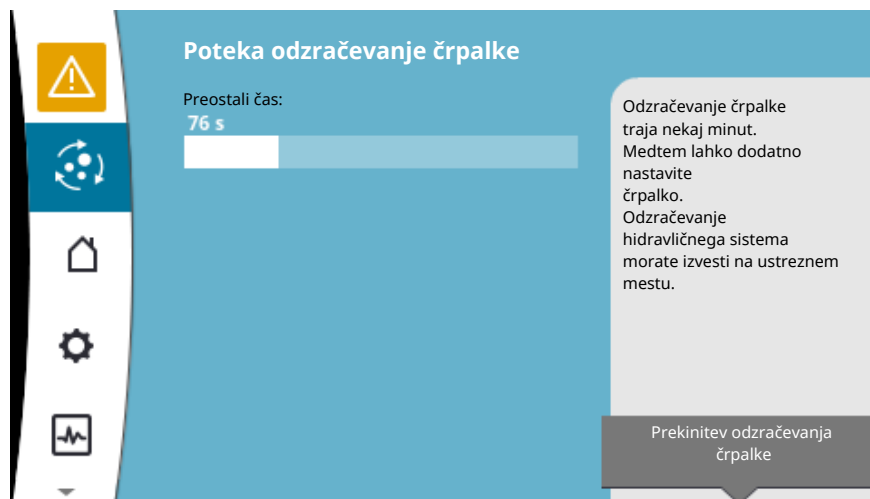 Poteka odzračevanje črpalke
Preostali čas:
76 s
Odzračevanje črpalke
traja nekaj minut.
Medtem lahko dodatno
nastavite
črpalko.
Odzračevanje
hidravličnega sistema
morate izvesti na ustreznem
mestu.
Prekinitev odzračevanja
črpalke